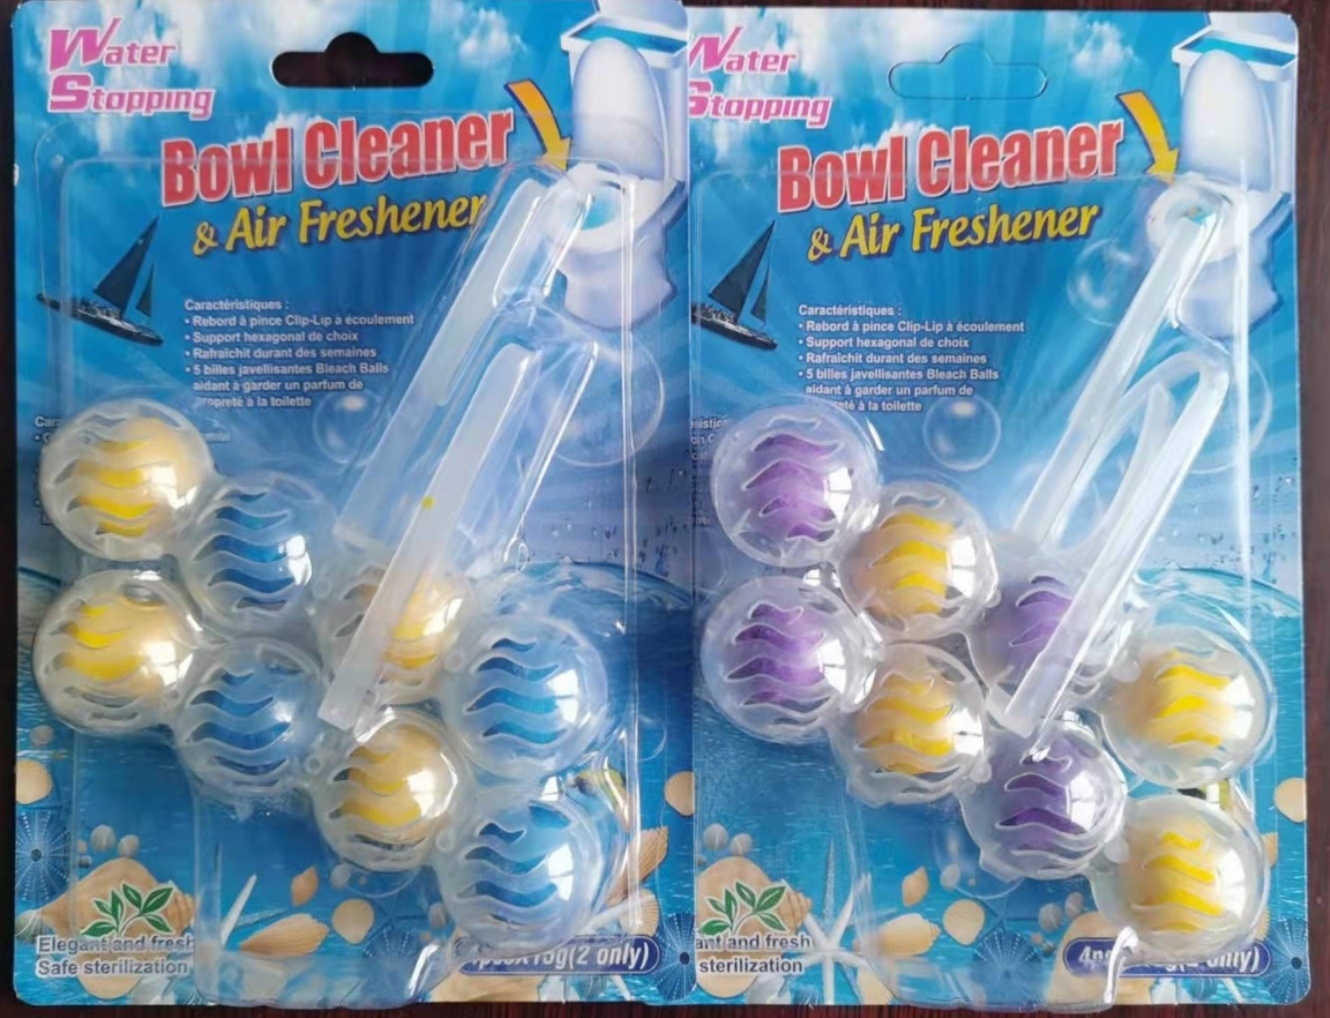 Water
Stopping
Bowl Cleaner
& Air Freshener
Caractéristiques :
• Rebord à pince Clip-Lip à écoulement
• Support hexagonal de choix
• Rafraîchit durant des semaines
• 5 billes javellisantes Bleach Balls
aidant à garder un parfum de
propreté à la toilette
Elegant and fresh
Safe sterilization
(2 only)
Water
Stopping
Bowl Cleaner
& Air Freshener
Caractéristiques :
• Rebord à pince Clip-Lip à écoulement
• Support hexagonal de choix
• Rafraîchit durant des semaines
• 5 billes javellisantes Bleach Balls
aidant à garder un parfum de
à la toilette
and fresh
sterilization
only)